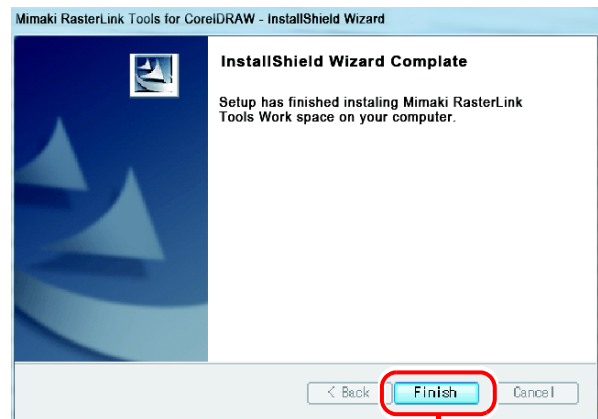 Mimaki RasterLink Tools for CorelDRAW - InstallShield Wizard
InstallShield Wizard Complate
Setup has finished instaling Mimaki RasterLink
Tools Work space on your computer.
< Back Finish Cancel